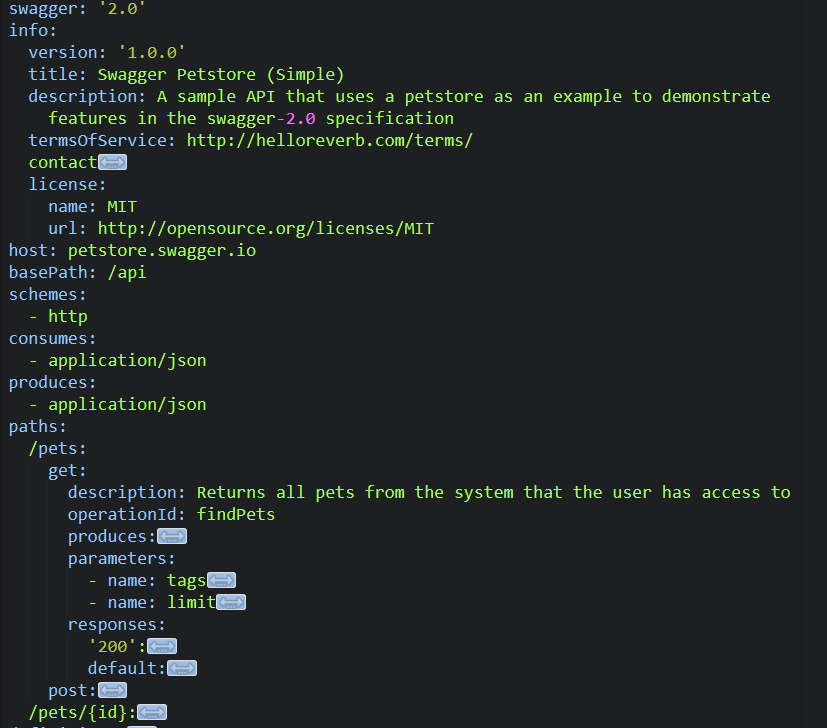 swagger: '2.0'
info:
  version: '1.0.0'
  title: Swagger Petstore (Simple)
  description: A sample API that uses a petstore as an example to demonstrate
    features in the swagger-2.0 specification
  termsOfService: http://helloreverb.com/terms/
  contact
  license:
    name: MIT
    url: http://opensource.org/licenses/MIT
host: petstore.swagger.io
basePath: /api
schemes:
  - http
consumes:
  - application/json
produces:
  - application/json
paths:
  /pets:
    get:
      description: Returns all pets from the system that the user has access to
      operationId: findPets
      produces:
      parameters:
        - name: tags
        - name: limit
      responses:
        '200':
        default:
    post:
  /pets/{id}: